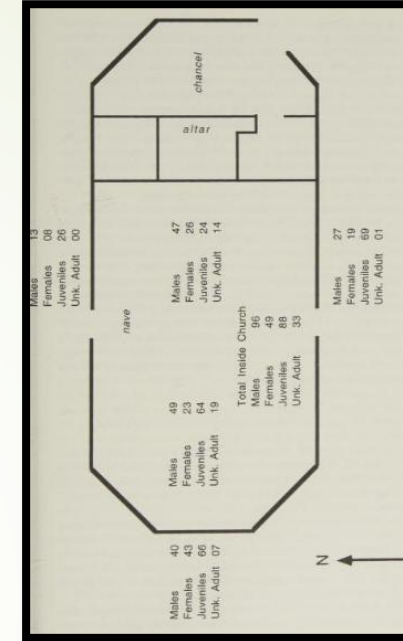 chancel
altar
Males 13
Females 08
Juveniles 26
Unk. Adult 00
nave
Males 47
Females 26
Juveniles 24
Unk. Adult 14
Males 49
Females 23
Juveniles 64
Unk. Adult 19
Total Inside Church
Males 96
Females 49
Juveniles 88
Unk. Adult 33
Males 27
Females 19
Juveniles 69
Unk. Adult 01
Males 40
Females 43
Juveniles 66
Unk. Adult 07
N